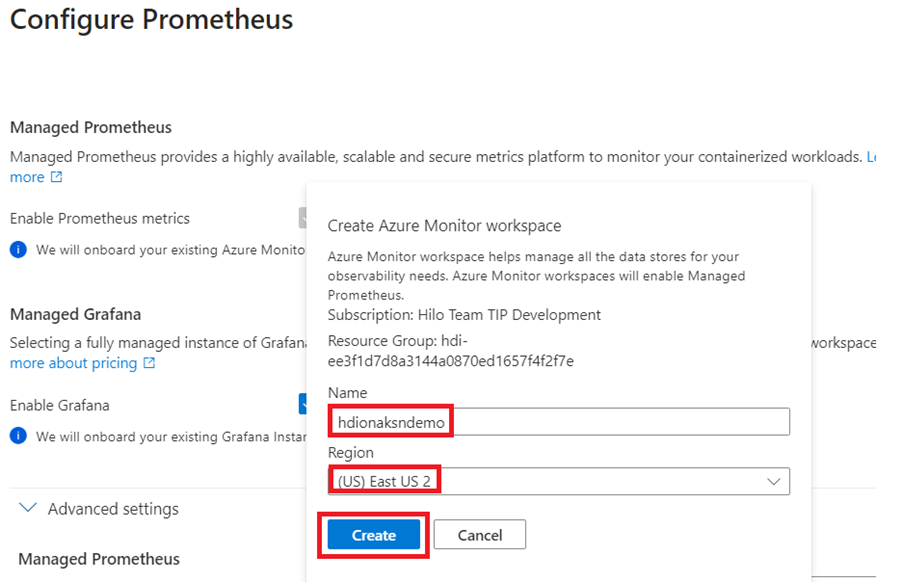 Configure Prometheus
Managed Prometheus
Managed Prometheus provides a highly available, scalable and secure metrics platform to monitor your containerized workloads.
more
Enable Prometheus metrics
We will onboard your existing Azure Monito
Managed Grafana
Selecting a fully managed instance of Grafana
workspace
more about pricing
Enable Grafana
We will onboard your existing Grafana Instan
Advanced settings
Managed Prometheus
Create Azure Monitor workspace
Azure Monitor workspace helps manage all the data stores for your
observability needs. Azure Monitor workspaces will enable Managed
Prometheus.
Subscription: Hilo Team TIP Development
Resource Group: hdi-
ee3f1d7d8a3144a0870ed1657f4f2f7e
Name
hdionaksndemo
Region
(US) East US 2
Create
Cancel